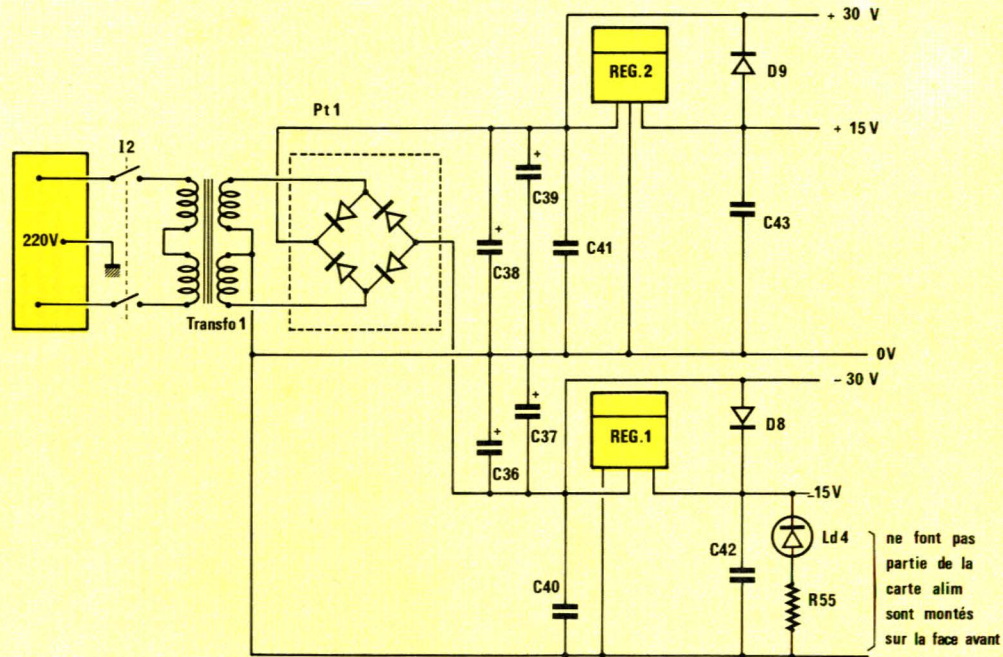 + 30 V
REG.2
D9
Pt 1
+ 15 V
I2
C39
220V
C38
C41
C43
Transfo 1
0V
- 30 V
REG.1
D8
C37
C36
-15V
Ld4
C42
C40
R55
ne font pas
partie de la
carte alim
sont montés
sur la face avant